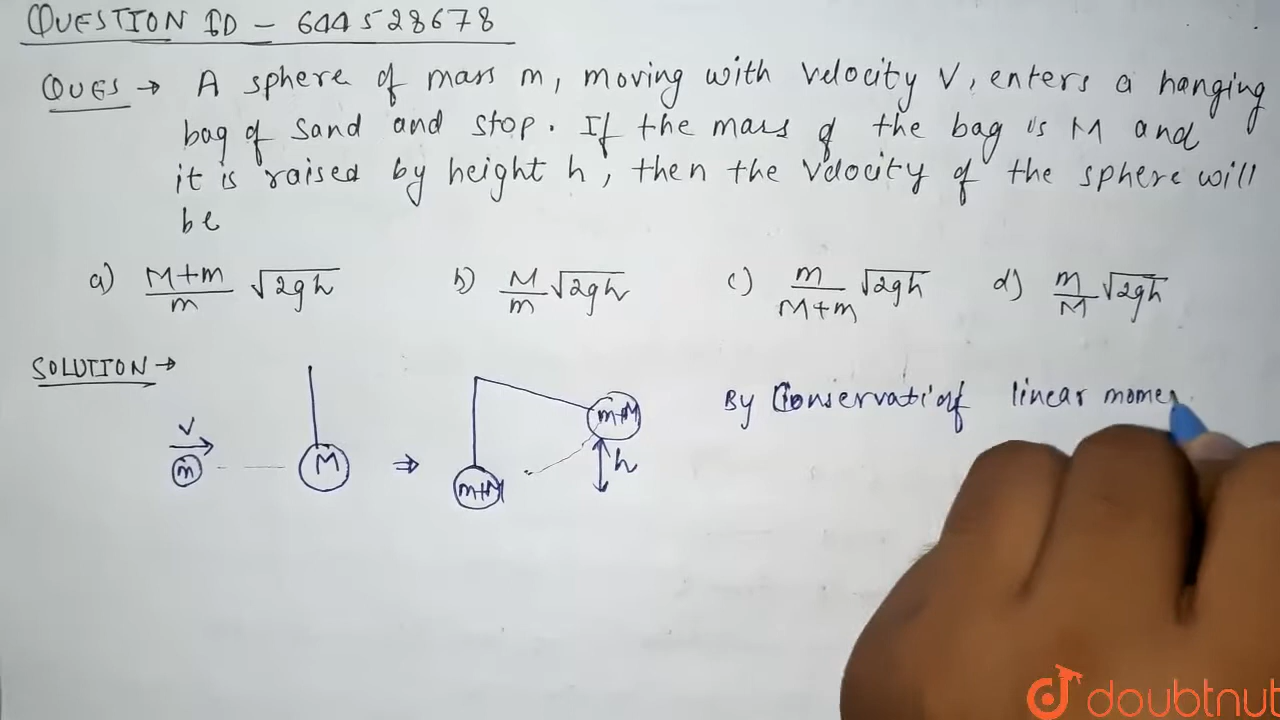 QUESTION ID - 644528678
QUES → A sphere of mass m, moving with velocity V, enters a hanging
bag of sand and stop. If the mass of the bag is M and
it is raised by height h, then the velocity of the sphere will
be
a) M+m/m √2gh b) M/m √2gh c) m/M+m √2gh d) m/M √2gh
SOLUTION →
V
m
M
⇒
m+M
m+M
h
By Conservation of linear momen
doubtnut